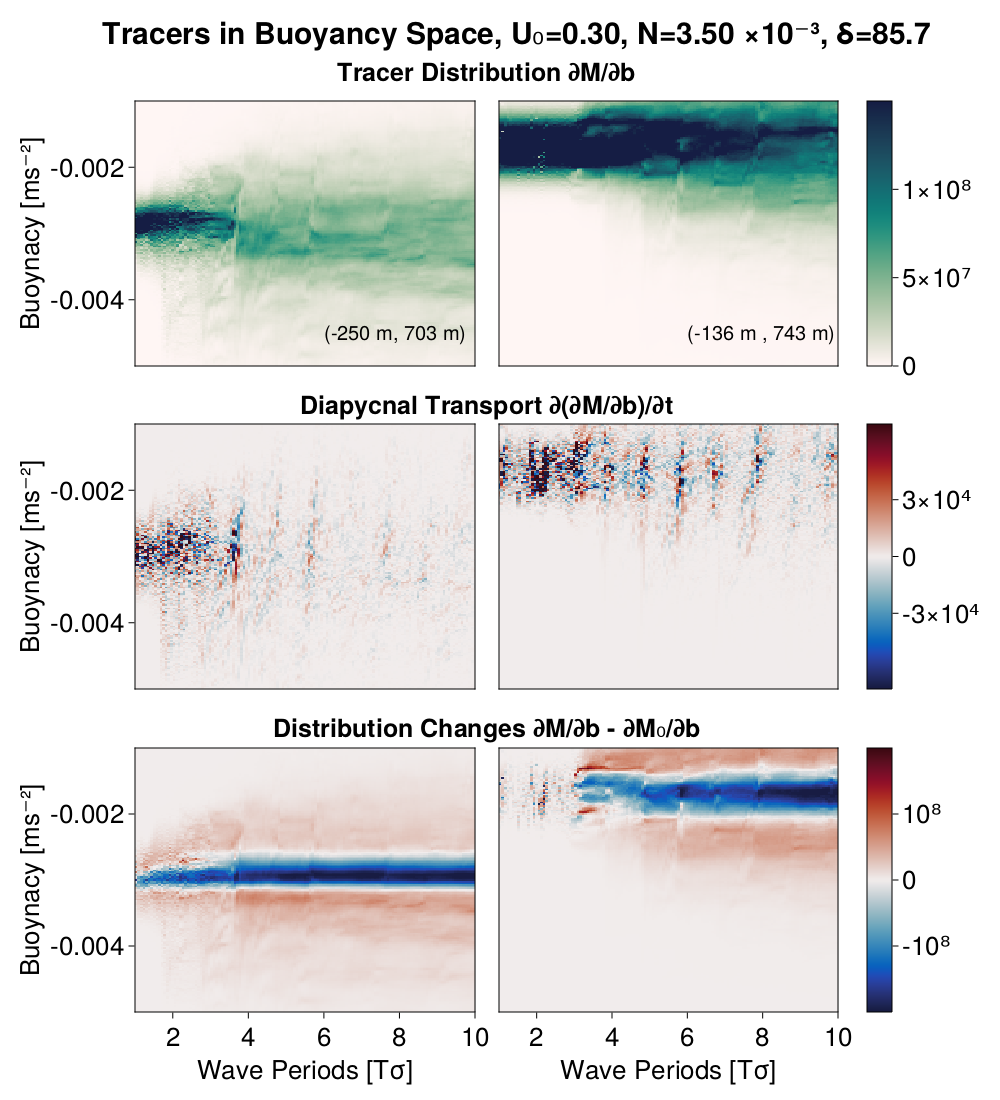 Tracers in Buoyancy Space, U₀=0.30, N=3.50 ×10⁻³, δ=85.7
Tracer Distribution ∂M/∂b
Buoynacy [ms⁻²]
-0.002
-0.004
(-250 m, 703 m)
(-136 m , 743 m)
1×10⁸
5×10⁷
0
Diapycnal Transport ∂(∂M/∂b)/∂t
Buoynacy [ms⁻²]
-0.002
-0.004
3×10⁴
0
-3×10⁴
Distribution Changes ∂M/∂b - ∂M₀/∂b
Buoynacy [ms⁻²]
-0.002
-0.004
10⁸
0
-10⁸
2 4 6 8 10
2 4 6 8 10
Wave Periods [Tσ]
Wave Periods [Tσ]